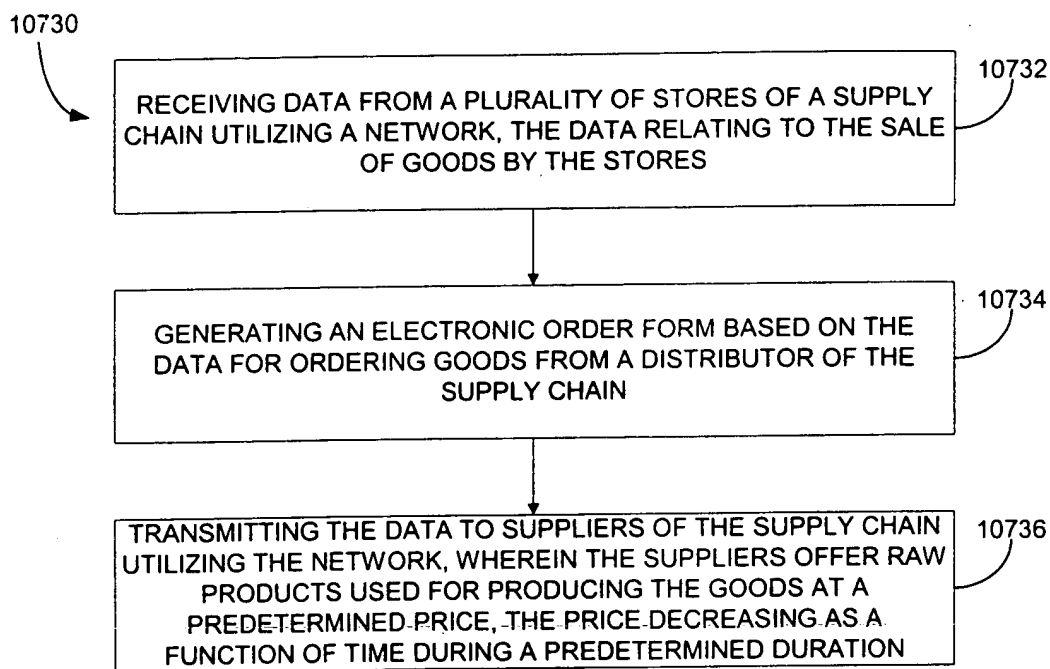 10730
10732
RECEIVING DATA FROM A PLURALITY OF STORES OF A SUPPLY
CHAIN UTILIZING A NETWORK, THE DATA RELATING TO THE SALE
OF GOODS BY THE STORES
10734
GENERATING AN ELECTRONIC ORDER FORM BASED ON THE
DATA FOR ORDERING GOODS FROM A DISTRIBUTOR OF THE
SUPPLY CHAIN
10736
TRANSMITTING THE DATA TO SUPPLIERS OF THE SUPPLY CHAIN
UTILIZING THE NETWORK, WHEREIN THE SUPPLIERS OFFER RAW
PRODUCTS USED FOR PRODUCING THE GOODS AT A
PREDETERMINED PRICE, THE PRICE DECREASING AS A
FUNCTION OF TIME DURING A PREDETERMINED DURATION